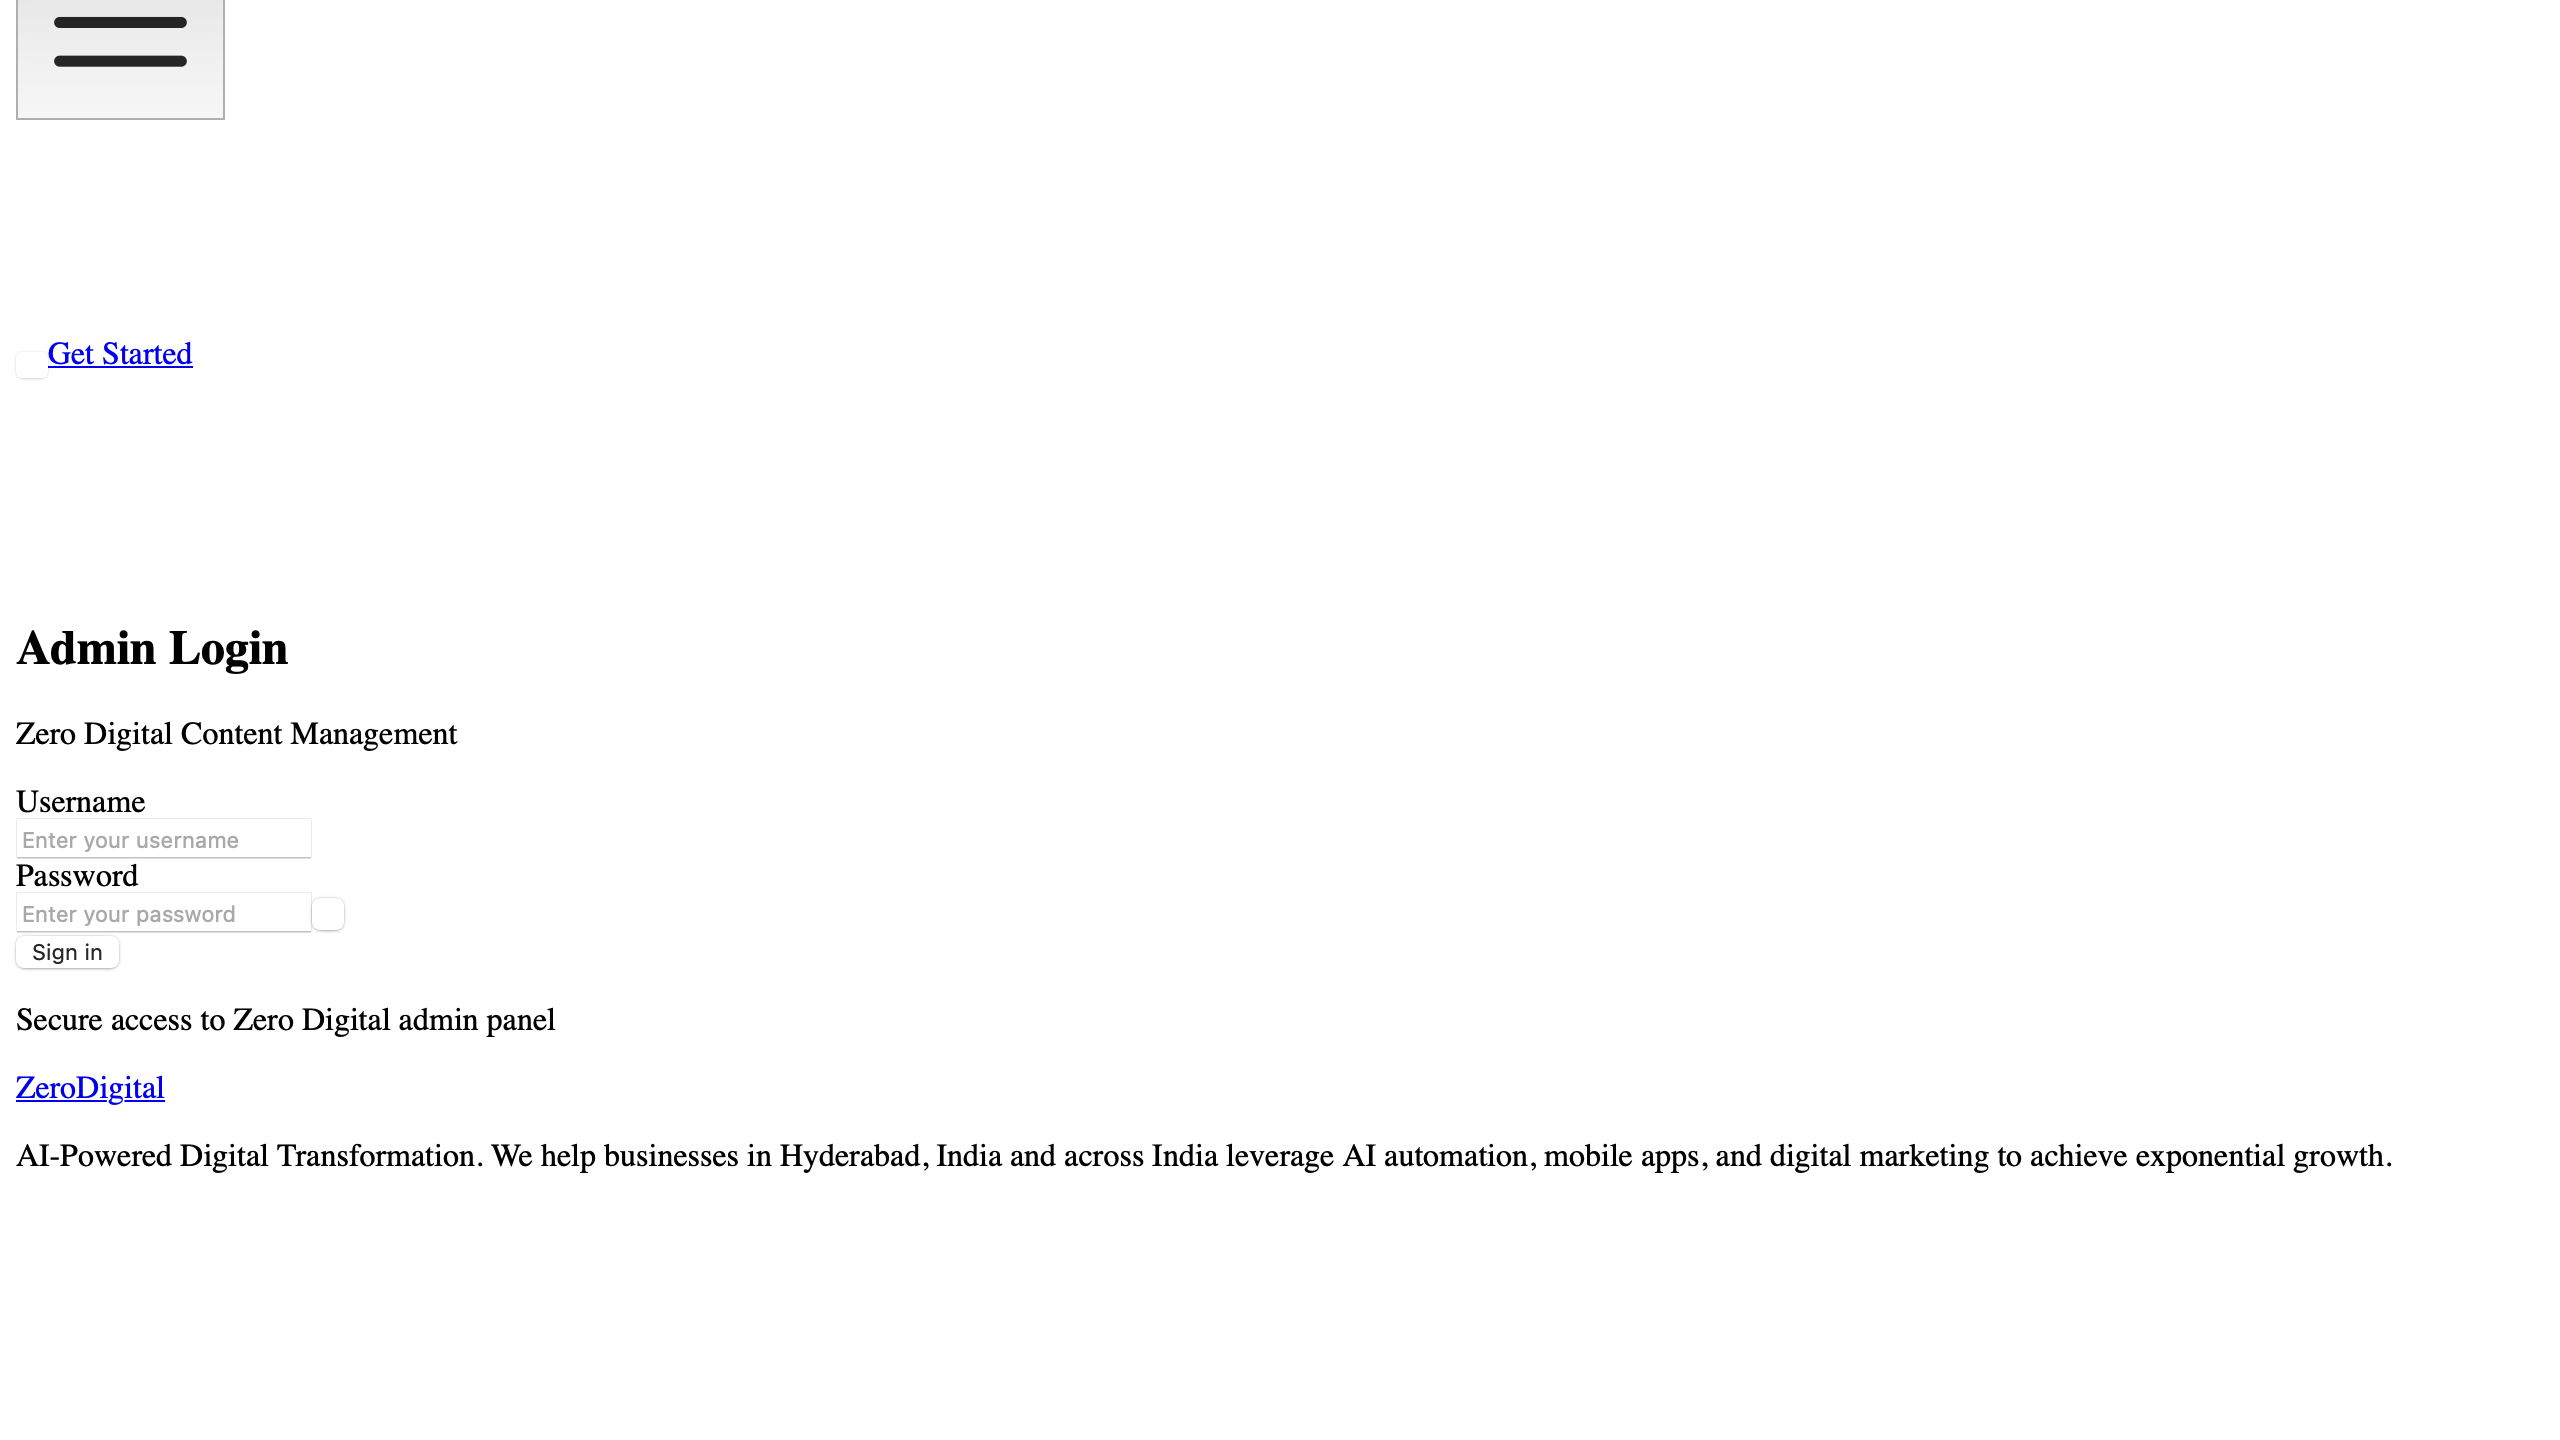 Get Started
Admin Login
Zero Digital Content Management
Username
Enter your username
Password
Enter your password
Sign in
Secure access to Zero Digital admin panel
ZeroDigital
AI-Powered Digital Transformation. We help businesses in Hyderabad, India and across India leverage AI automation, mobile apps, and digital marketing to achieve exponential growth.